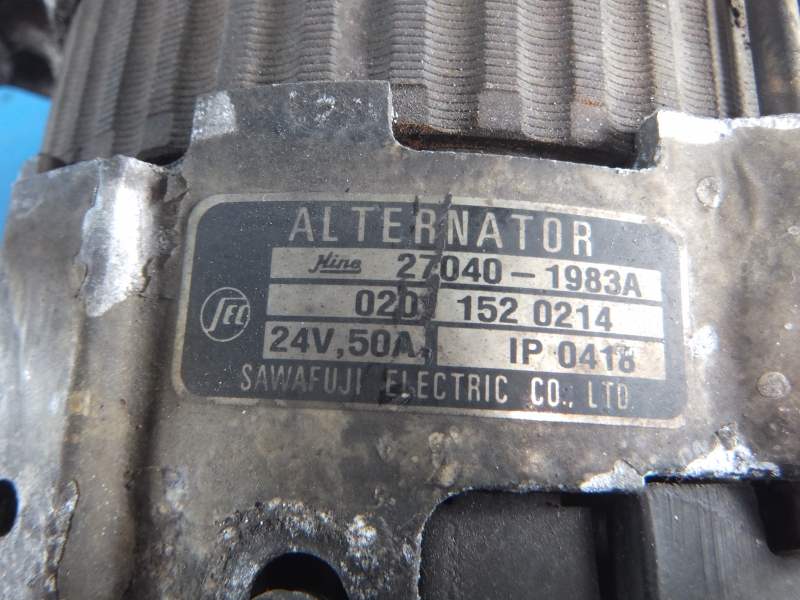 ALTERNATOR
Hino 27040-1983A
SEC
020 152 0214
24V, 50A, IP 0418
SAWAFUJI ELECTRIC CO., LTD.